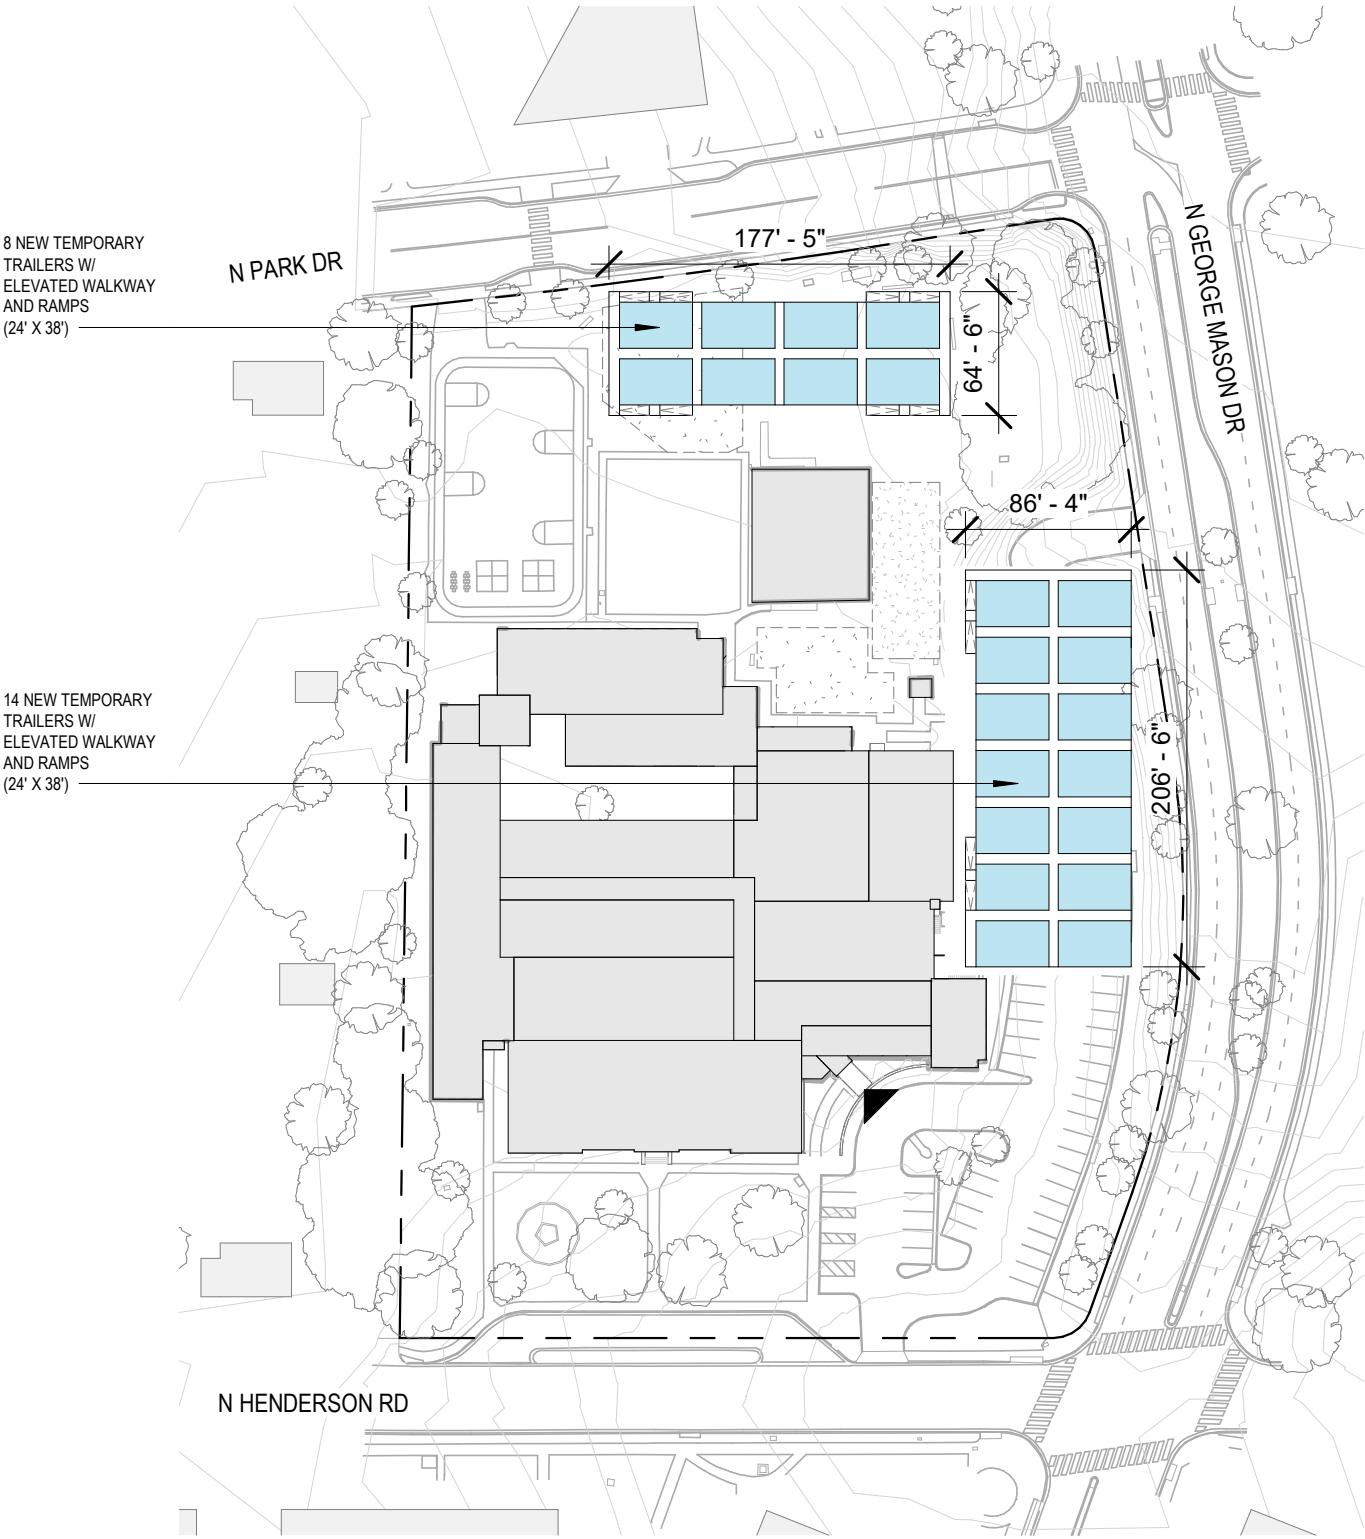 N GEORGE MASON DR
177' - 5"
8 NEW TEMPORARY
TRAILERS W/
ELEVATED WALKWAY
AND RAMPS
(24' X 38')
N PARK DR
64' - 6"
86' - 4"
14 NEW TEMPORARY
TRAILERS W/
ELEVATED WALKWAY
AND RAMPS
(24' X 38')
206' - 6"
N HENDERSON RD